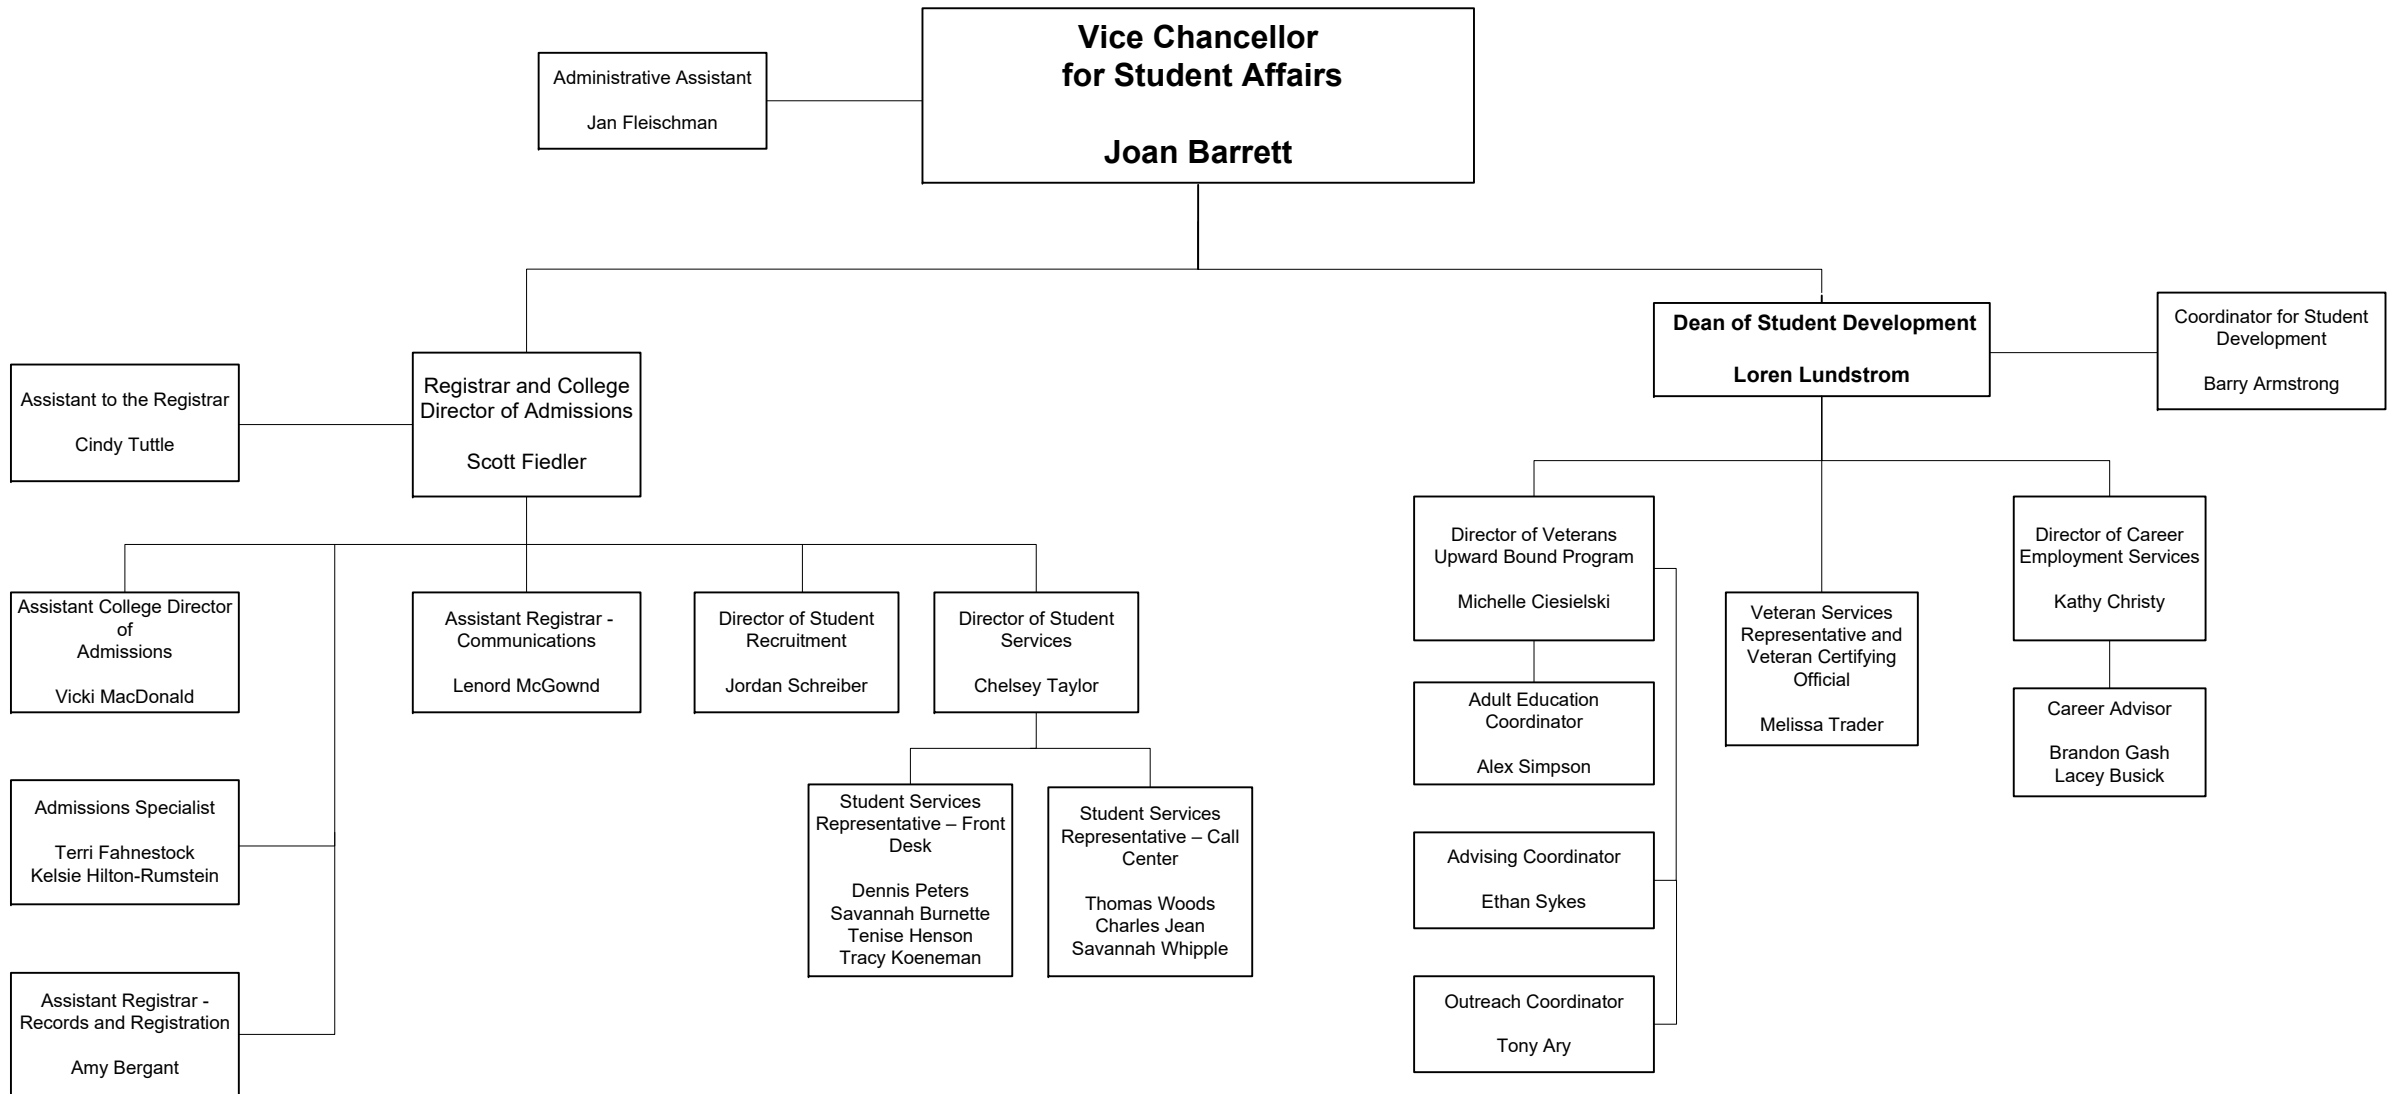 Vice Chancellor
for Student Affairs
Joan Barrett
Administrative Assistant
Jan Fleischman
Dean of Student Development
Loren Lundstrom
Coordinator for Student
Development
Barry Armstrong
Registrar and College
Director of Admissions
Scott Fiedler
Assistant to the Registrar
Cindy Tuttle
Assistant College Director
of
Admissions
Vicki MacDonald
Assistant Registrar -
Communications
Lenord McGownd
Director of Student
Recruitment
Jordan Schreiber
Director of Student
Services
Chelsey Taylor
Director of Veterans
Upward Bound Program
Michelle Ciesielski
Veteran Services
Representative and
Veteran Certifying
Official
Melissa Trader
Director of Career
Employment Services
Kathy Christy
Adult Education
Coordinator
Alex Simpson
Career Advisor
Brandon Gash
Lacey Busick
Admissions Specialist
Terri Fahnestock
Kelsie Hilton-Rumstein
Student Services
Representative – Front
Desk
Dennis Peters
Savannah Burnette
Tenise Henson
Tracy Koeneman
Student Services
Representative – Call
Center
Thomas Woods
Charles Jean
Savannah Whipple
Advising Coordinator
Ethan Sykes
Assistant Registrar -
Records and Registration
Amy Bergant
Outreach Coordinator
Tony Ary